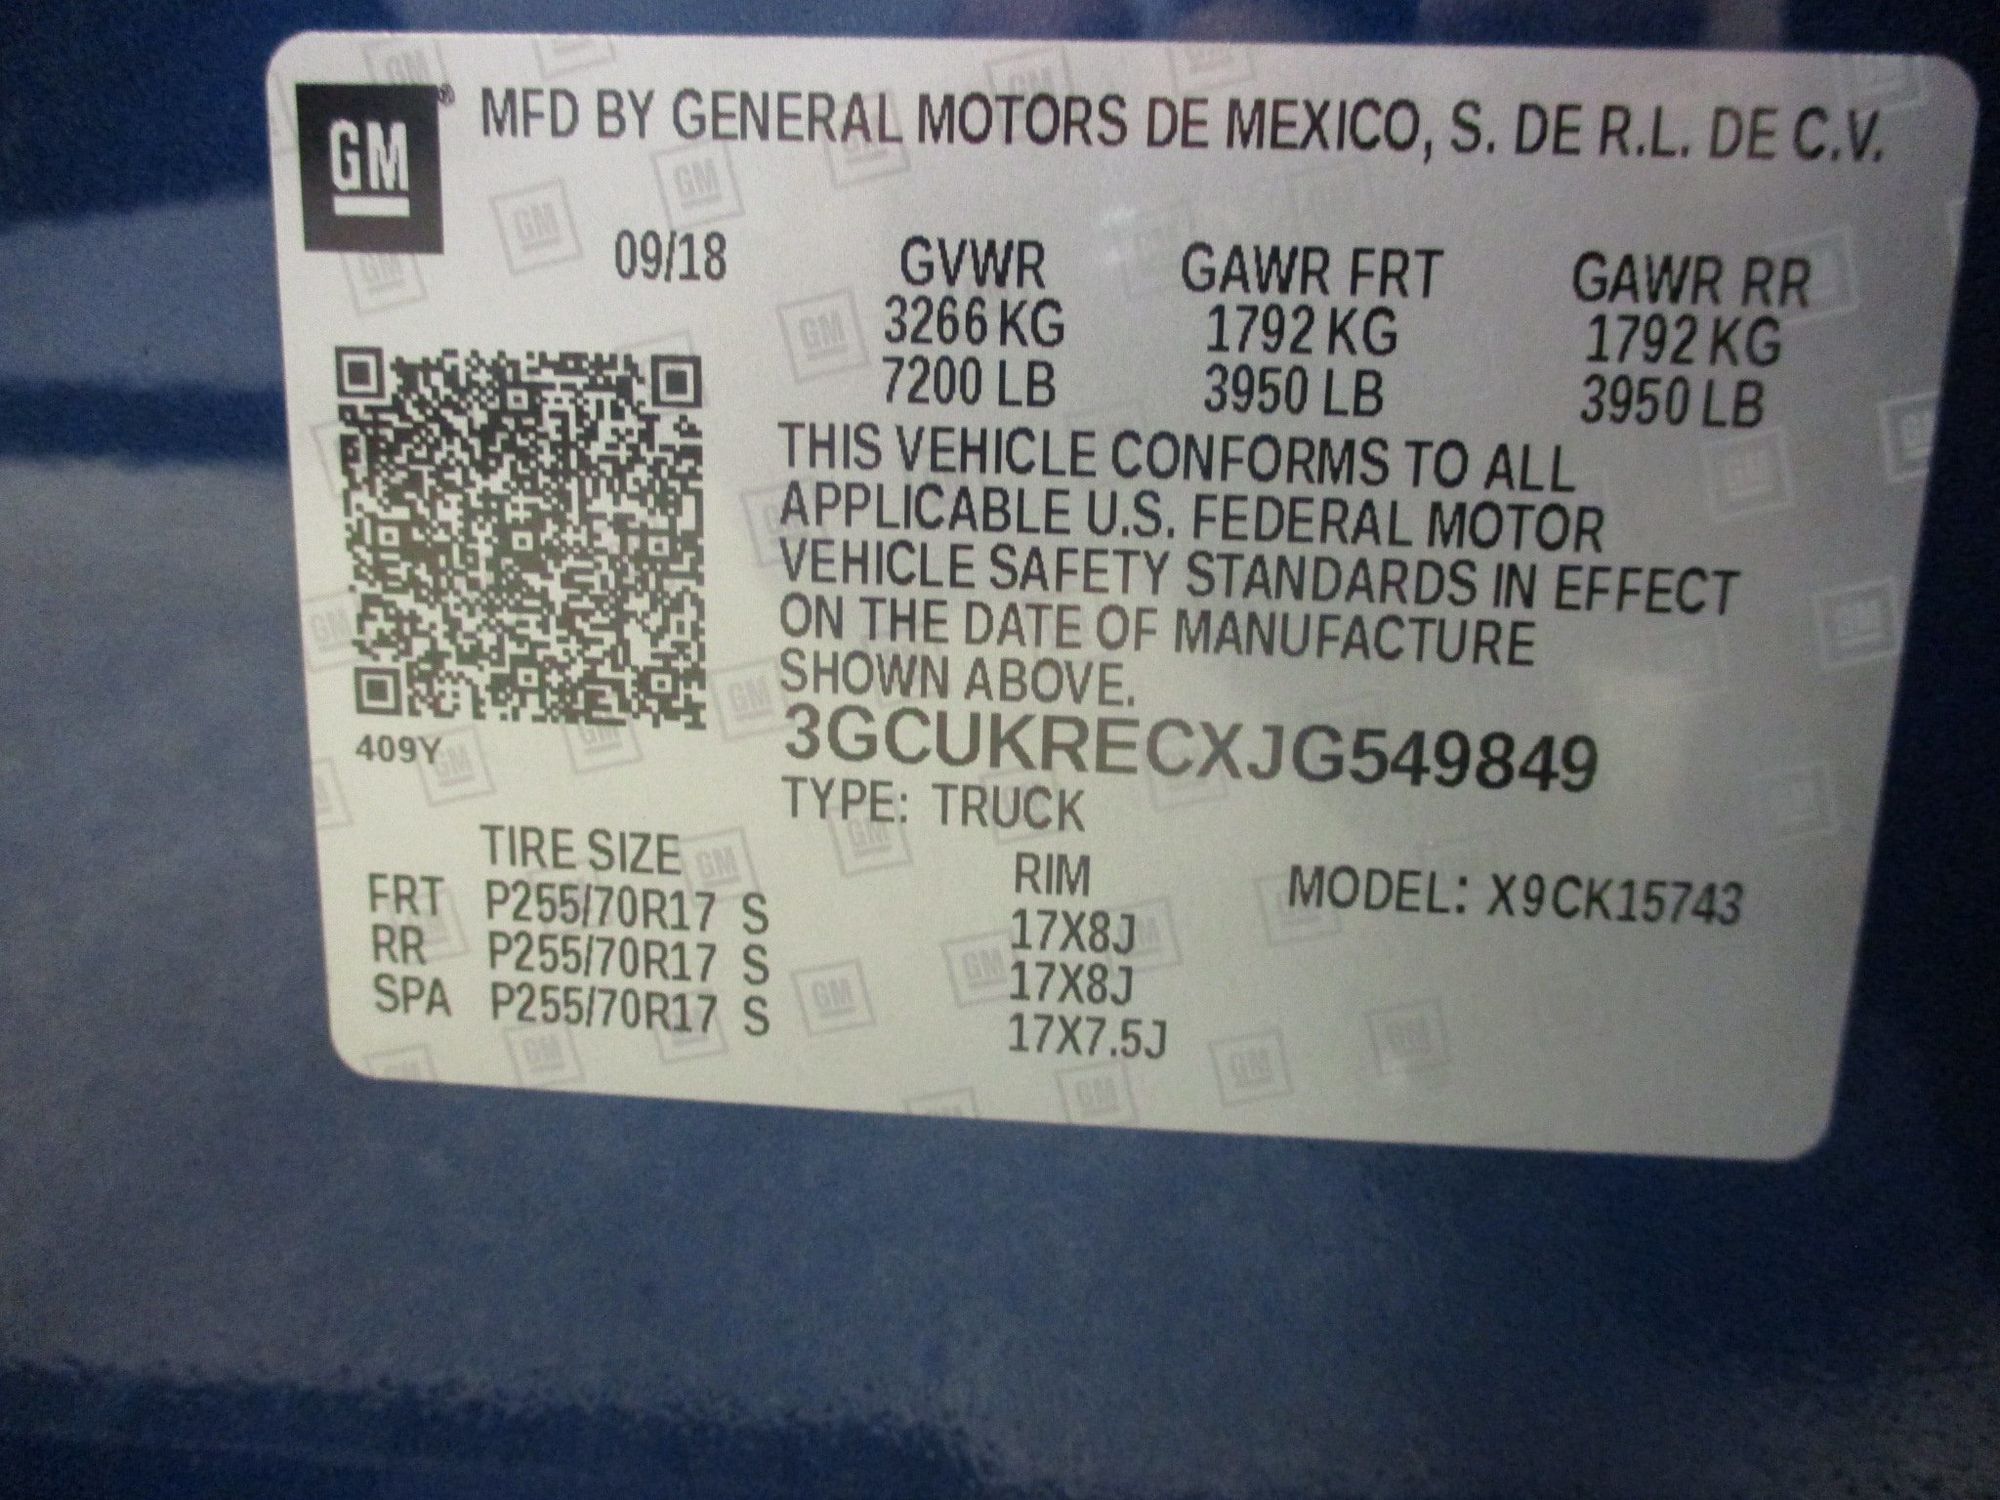 GM ® MFD BY GENERAL MOTORS DE MEXICO, S. DE R.L. DE C.V.
09/18 GVWR GAWR FRT GAWR RR
3266 KG 1792 KG 1792 KG
7200 LB 3950 LB 3950 LB
THIS VEHICLE CONFORMS TO ALL
APPLICABLE U.S. FEDERAL MOTOR
VEHICLE SAFETY STANDARDS IN EFFECT
ON THE DATE OF MANUFACTURE
SHOWN ABOVE.
3GCUKRECXJG549849
409Y
TYPE: TRUCK
TIRE SIZE RIM MODEL: X9CK15743
FRT P255/70R17 S 17X8J
RR P255/70R17 S 17X8J
SPA P255/70R17 S 17X7.5J